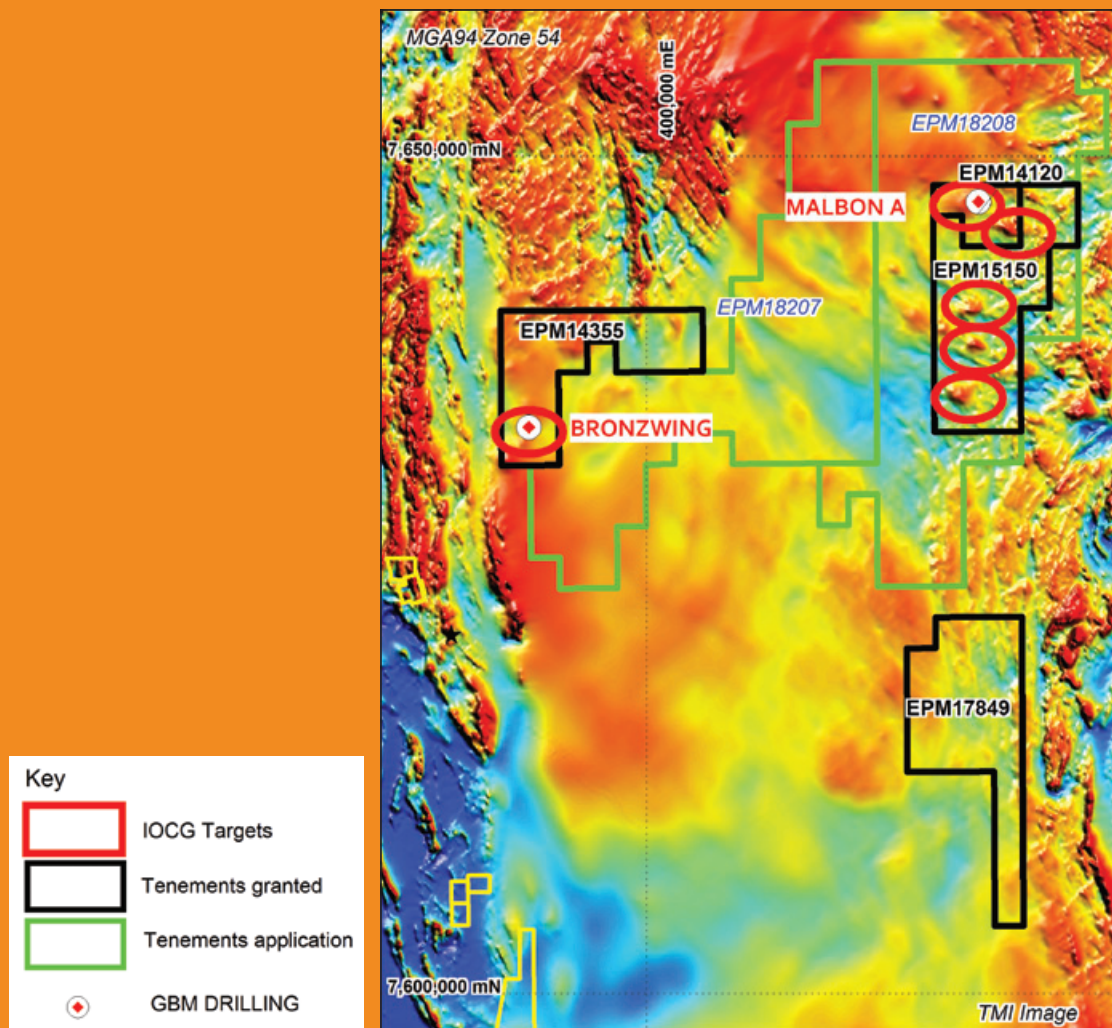 MGA94 Zone 54
400,000 mE
EPM18208
7,650,000 mN
EPM14120
MALBON A
EPM15150
EPM18207
EPM14355
BRONZWING
EPM17849
Key
IOCG Targets
Tenements granted
Tenements application
GBM DRILLING
7,600,000 mN
TMI Image